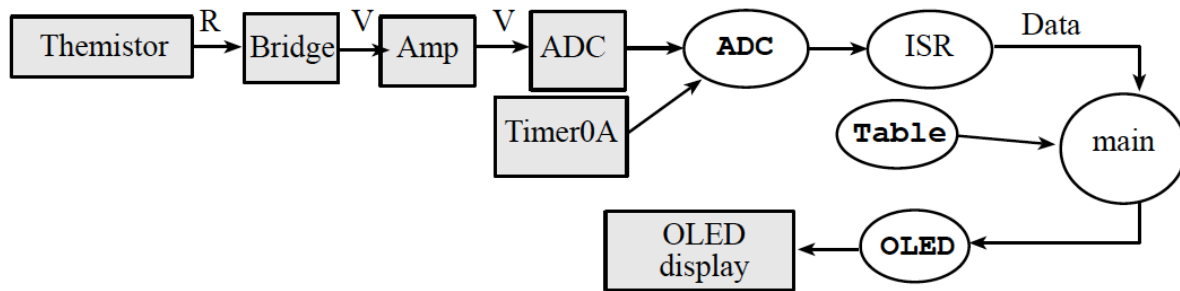 R
V
V
Data
Themistor
Bridge
Amp
ADC
ADC
ISR
Timer0A
Table
main
OLED
display
OLED